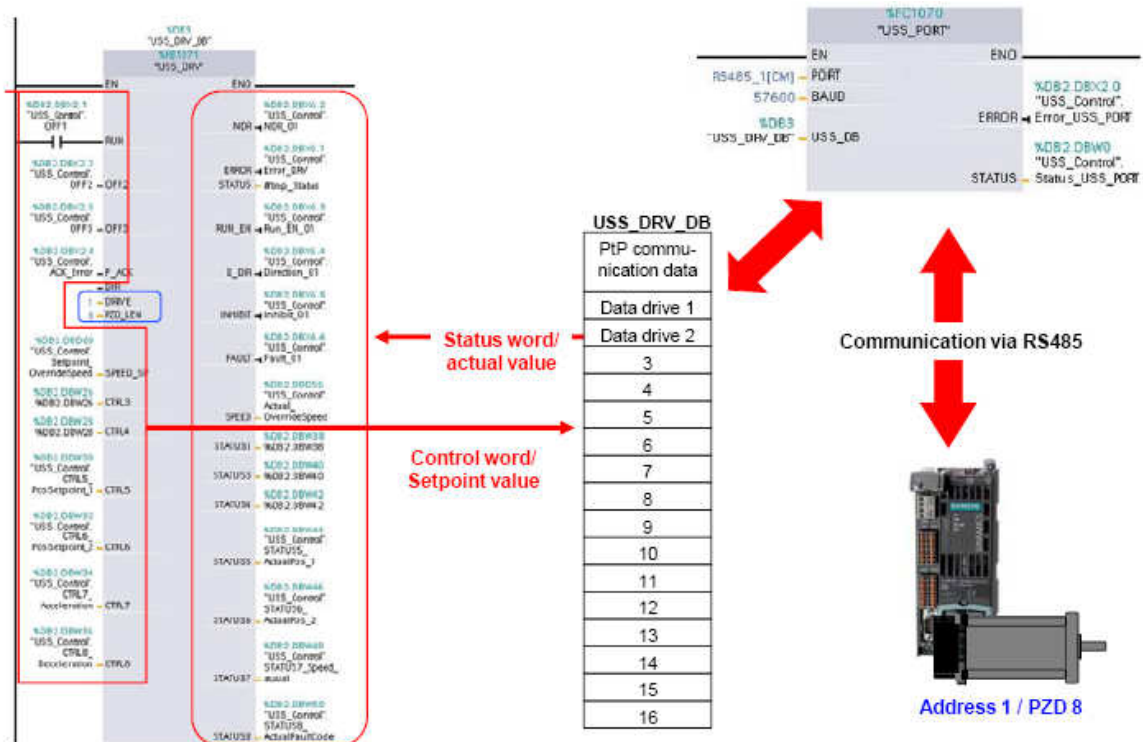 "USS_DRV_DB"
"USS_DRV"
EN
ENO
"USS_Control".
OFF1
RUN
"USS_Control".
OFF2
OFF2
"USS_Control".
OFF3
OFF3
"USS_Control".
ACK_Error
F_ACK
DIR
1
DRIVE
8
PZD_LEN
"USS_Control".
Setpoint_
OverrideSpeed
SPEED_SP
CTRL3
CTRL4
"USS_Control".
CTRL5_
PosSetpoint_1
CTRL5
"USS_Control".
CTRL6_
PosSetpoint_2
CTRL6
"USS_Control".
CTRL7_
Acceleration
CTRL7
"USS_Control".
CTRL8_
Deceleration
CTRL8
"USS_Control".
NDR
NDR_01
"USS_Control".
ERROR
Error_DRV
STATUS
#tmp_Status
"USS_Control".
RUN_EN
Run_EN_01
"USS_Control".
D_DIR
Direction_01
"USS_Control".
INHIBIT
Inhibit_01
"USS_Control".
FAULT
Fault_01
"USS_Control".
Actual_
SPEED
OverrideSpeed
STATUS1
%DB2.DBW38
STATUS3
%DB2.DBW40
STATUS4
%DB2.DBW42
"USS_Control".
STATUS5_
STATUS5
ActualPos_1
"USS_Control".
STATUS6_
STATUS6
ActualPos_2
"USS_Control".
STATUS7_Speed_
STATUS7
actual
"USS_Control".
STATUS8_
STATUS8
ActualFaultCode
Status word/
actual value
Control word/
Setpoint value
USS_DRV_DB
PtP commu-
nication data
Data drive 1
Data drive 2
3
4
5
6
7
8
9
10
11
12
13
14
15
16
%FC1070
"USS_PORT"
EN
ENO
RS485_1[CM]
PORT
57600
BAUD
%DB3
"USS_DRV_DB"
USS_DB
%DB2.DBX2.0
"USS_Control".
ERROR
Error_USS_PORT
%DB2.DBW0
"USS_Control".
STATUS
Status_USS_PORT
Communication via RS485
SIEMENS
Address 1 / PZD 8